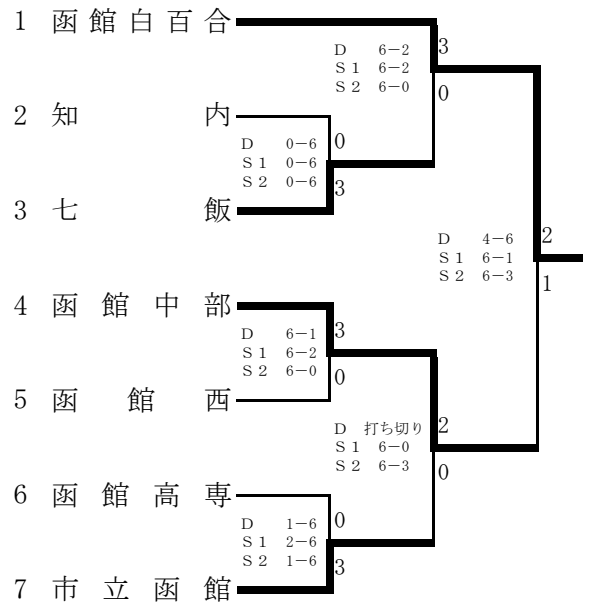 1 函館白百合
D 6－2
S1 6－2
S2 6－0
3
0
2 知内
D 0－6
S1 0－6
S2 0－6
0
3
3 七飯
D 4－6
S1 6－1
S2 6－3
2
1
4 函館中部
D 6－1
S1 6－2
S2 6－0
3
0
5 函館西
D 打ち切り
S1 6－0
S2 6－3
2
0
6 函館高専
D 1－6
S1 2－6
S2 1－6
0
3
7 市立函館